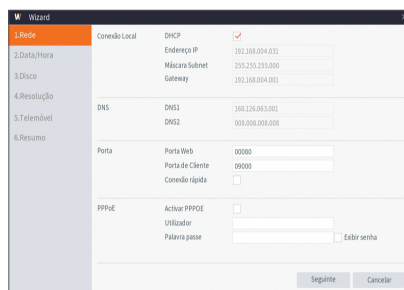 W Wizard
1.Rede
2.Data/Hora
3.Disco
4.Resolução
5.Telemóvel
6.Resumo
Conexão Local DHCP
Endereço IP 192.168.004.031
Máscara Subnet 255.255.255.000
Gateway 192.168.004.001
DNS DNS1 168.126.063.001
DNS2 008.008.008.008
Porta Porta Web 00080
Porta de Cliente 09000
Conexão rápida
PPPoE Activar PPPOE
Utilizador
Palavra passe Exibir senha
Seguinte Cancelar